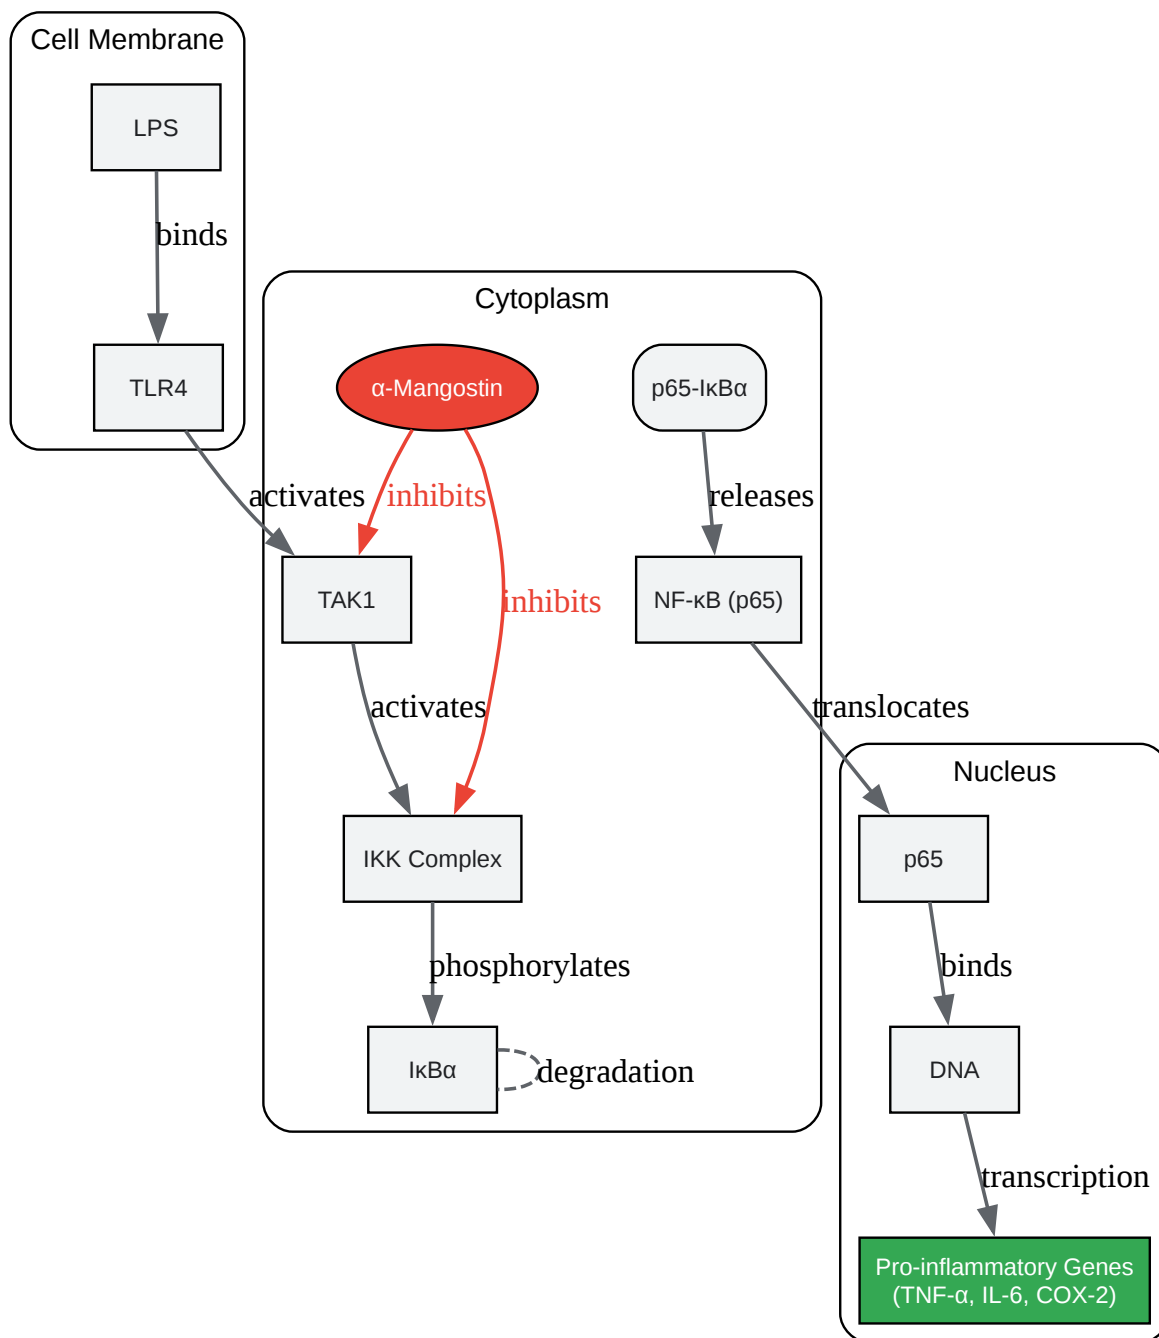 Cell Membrane
LPS
binds
TLR4
activates
Cytoplasm
α-Mangostin
inhibits
inhibits
TAK1
activates
IKK Complex
phosphorylates
IκBα
degradation
p65-IκBα
releases
NF-κB (p65)
translocates
Nucleus
p65
binds
DNA
transcription
Pro-inflammatory Genes
(TNF-α, IL-6, COX-2)